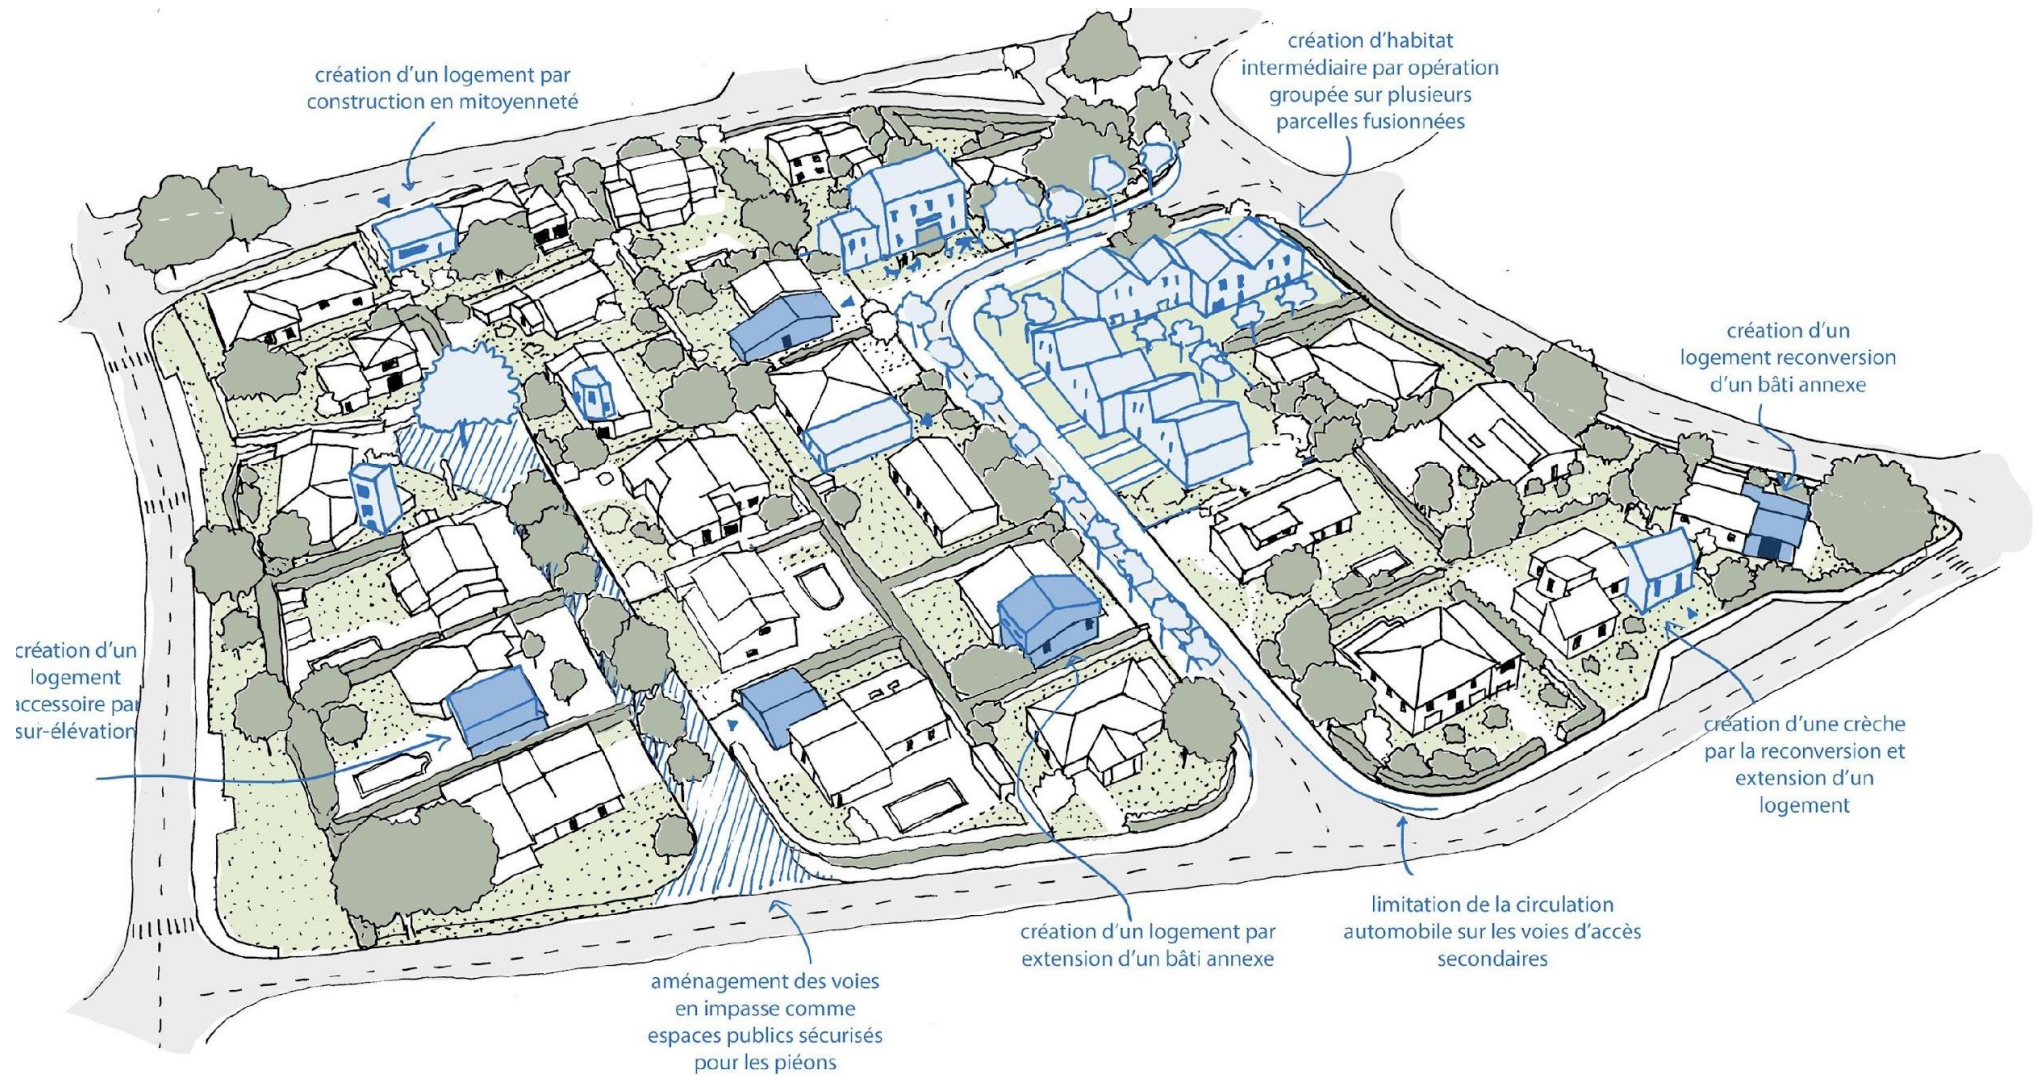 création d'un logement par
construction en mitoyenneté
création d'habitat
intermédiaire par opération
groupée sur plusieurs
parcelles fusionnées
création d'un
logement reconversion
d'un bâti annexe
création d'un
logement
accessoire par
sur-élévation
création d'une crèche
par la reconversion et
extension d'un
logement
limitation de la circulation
automobile sur les voies d'accès
secondaires
création d'un logement par
extension d'un bâti annexe
aménagement des voies
en impasse comme
espaces publics sécurisés
pour les piéons